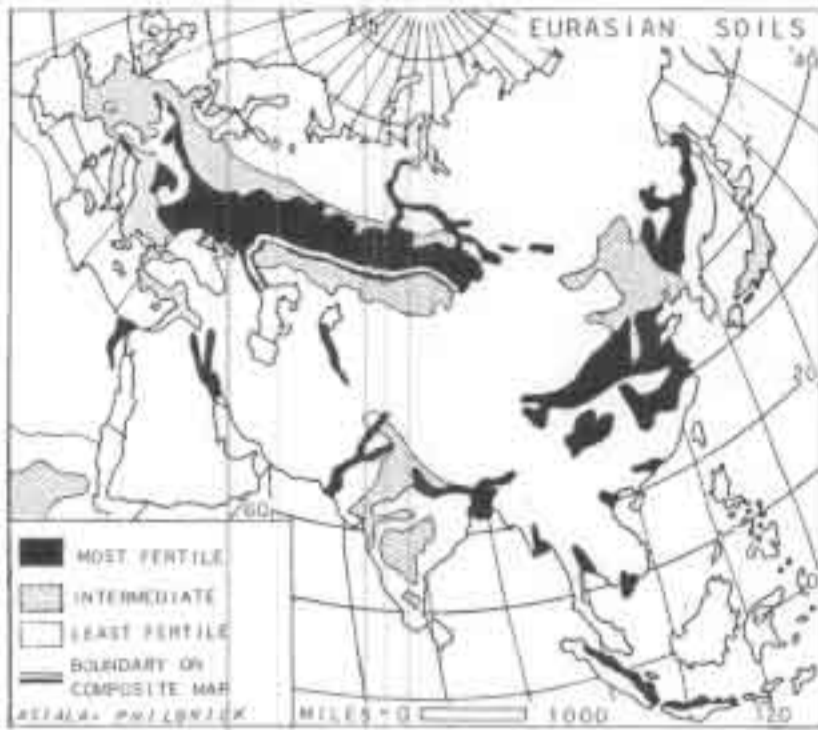 EURASIAN SOILS
40
20
60
MOST FERTILE
INTERMEDIATE
LEAST FERTILE
BOUNDARY ON
COMPOSITE MAP
MILES 0 1000
120